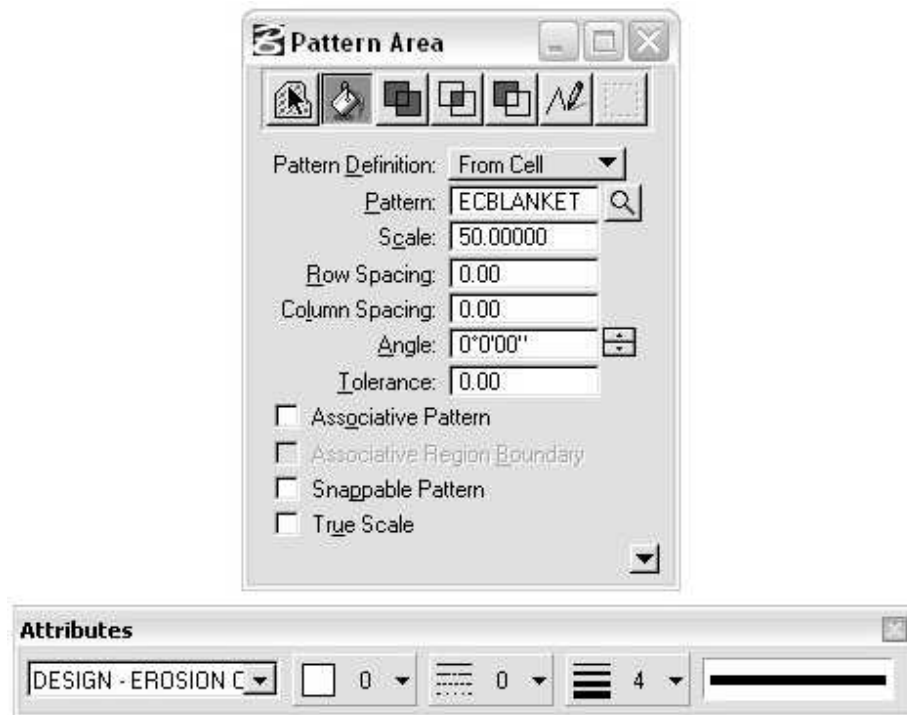 Pattern Area
Pattern Definition: From Cell
Pattern: ECBLANKET
Scale: 50.00000
Row Spacing: 0.00
Column Spacing: 0.00
Angle: 0°0'00"
Tolerance: 0.00
Associative Pattern
Associative Region Boundary
Snappable Pattern
True Scale
Attributes
DESIGN - EROSION C 0 0 4